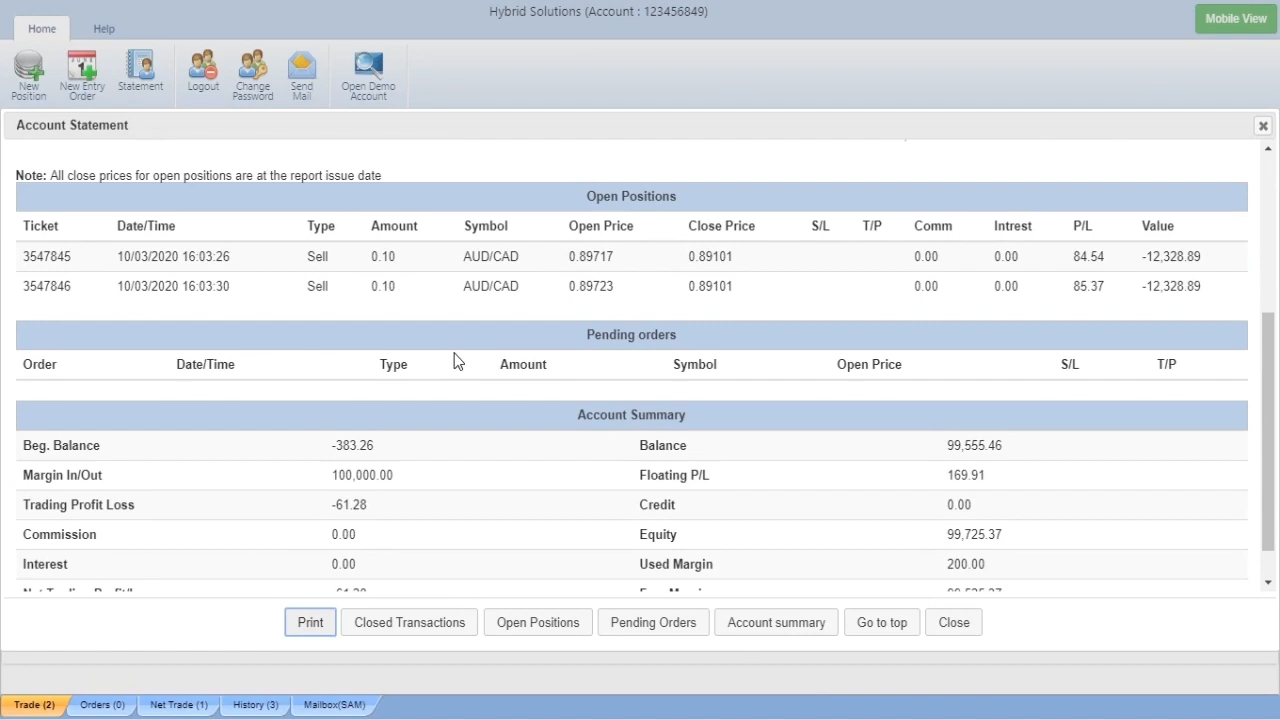 Hybrid Solutions (Account : 123456849)
Mobile View
Home Help
New Position
New Entry Order
Statement
Logout
Change Password
Send Mail
Open Demo Account
Account Statement
Note: All close prices for open positions are at the report issue date
Open Positions
Ticket Date/Time Type Amount Symbol Open Price Close Price S/L T/P Comm Intrest P/L Value
3547845 10/03/2020 16:03:26 Sell 0.10 AUD/CAD 0.89717 0.89101 0.00 0.00 84.54 -12,328.89
3547846 10/03/2020 16:03:30 Sell 0.10 AUD/CAD 0.89723 0.89101 0.00 0.00 85.37 -12,328.89
Pending orders
Order Date/Time Type Amount Symbol Open Price S/L T/P
Account Summary
Beg. Balance -383.26 Balance 99,555.46
Margin In/Out 100,000.00 Floating P/L 169.91
Trading Profit Loss -61.28 Credit 0.00
Commission 0.00 Equity 99,725.37
Interest 0.00 Used Margin 200.00
Print Closed Transactions Open Positions Pending Orders Account summary Go to top Close
Trade (2) Orders (0) Net Trade (1) History (3) Mailbox(SAM)